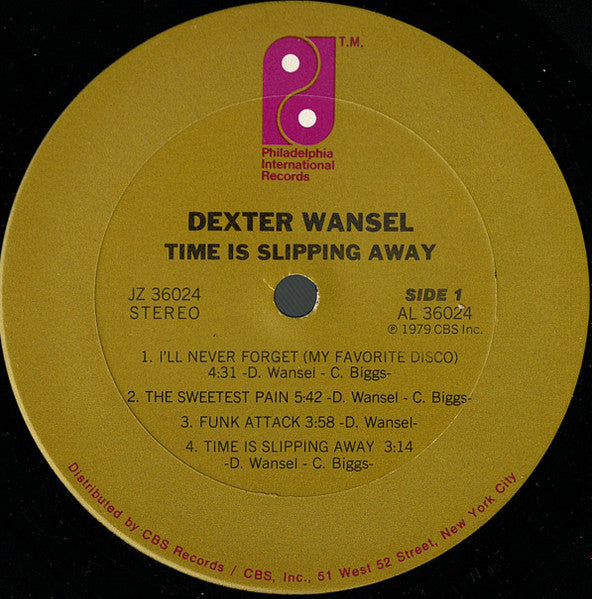 T.M.
Philadelphia
International
Records
DEXTER WANSEL
TIME IS SLIPPING AWAY
JZ 36024
STEREO
SIDE 1
AL 36024
℗ 1979 CBS Inc.
1. I'LL NEVER FORGET (MY FAVORITE DISCO)
4:31 -D. Wansel - C. Biggs-
2. THE SWEETEST PAIN 5:42 -D. Wansel - C. Biggs-
3. FUNK ATTACK 3:58 -D. Wansel-
4. TIME IS SLIPPING AWAY 3:14
-D. Wansel - C. Biggs-
Distributed by CBS Records / CBS, Inc., 51 West 52 Street, New York City